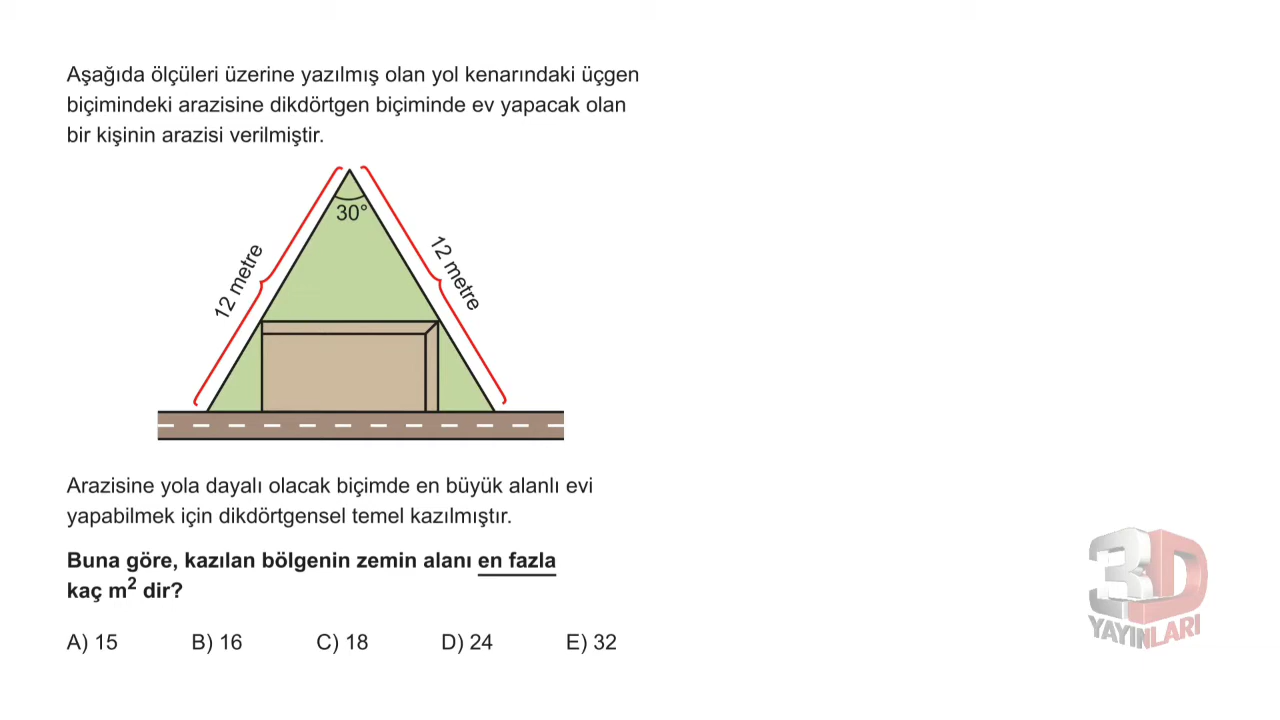 Aşağıda ölçüleri üzerine yazılmış olan yol kenarındaki üçgen
biçimindeki arazisine dikdörtgen biçiminde ev yapacak olan
bir kişinin arazisi verilmiştir.
30°
12 metre
12 metre
Arazisine yola dayalı olacak biçimde en büyük alanlı evi
yapabilmek için dikdörtgensel temel kazılmıştır.
Buna göre, kazılan bölgenin zemin alanı en fazla
kaç m² dir?
A) 15 B) 16 C) 18 D) 24 E) 32
3D
YAYINLARI